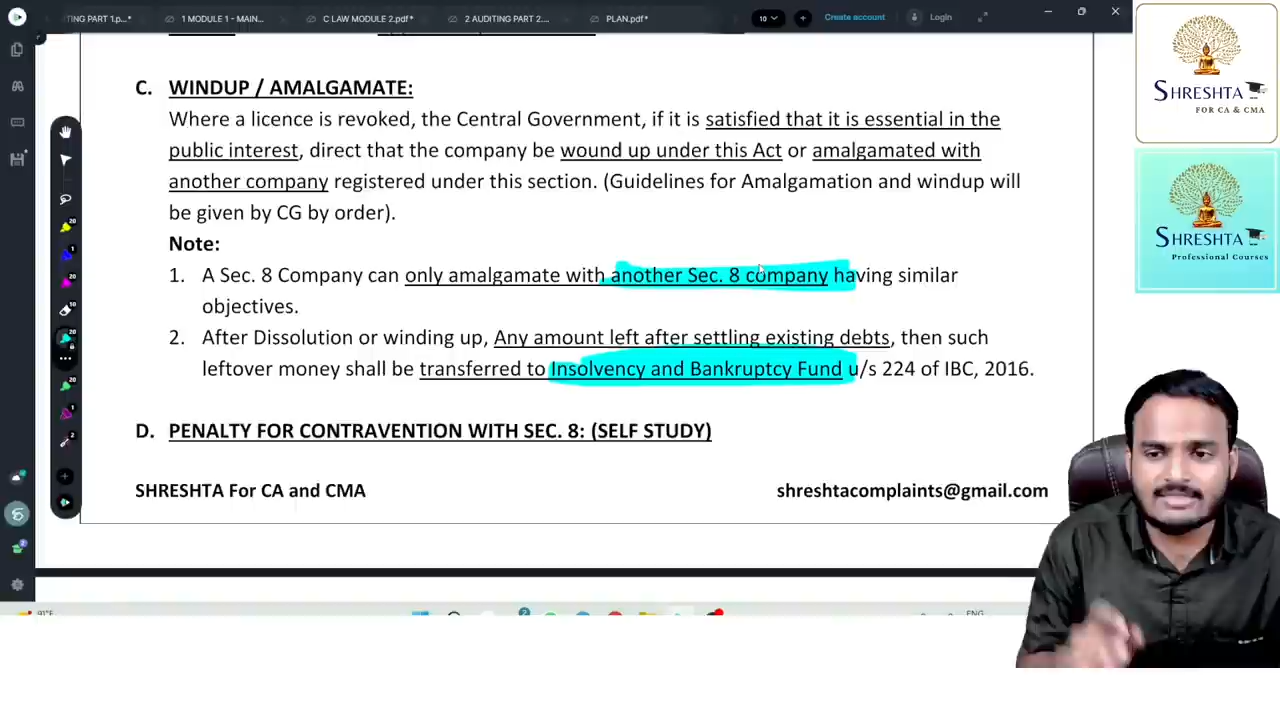 TING PART 1.p...*
1 MODULE 1 - MAIN...
C LAW MODULE 2.pdf*
2 AUDITING PART 2....
PLAN.pdf*
10
Create account
Login
C. WINDUP / AMALGAMATE:
Where a licence is revoked, the Central Government, if it is satisfied that it is essential in the
public interest, direct that the company be wound up under this Act or amalgamated with
another company registered under this section. (Guidelines for Amalgamation and windup will
be given by CG by order).
Note:
1. A Sec. 8 Company can only amalgamate with another Sec. 8 company having similar
objectives.
2. After Dissolution or winding up, Any amount left after settling existing debts, then such
leftover money shall be transferred to Insolvency and Bankruptcy Fund u/s 224 of IBC, 2016.
D. PENALTY FOR CONTRAVENTION WITH SEC. 8: (SELF STUDY)
SHRESHTA For CA and CMA
shreshtacomplaints@gmail.com
SHRESHTA
FOR CA & CMA
SHRESHTA
Professional Courses
91°F
ENG